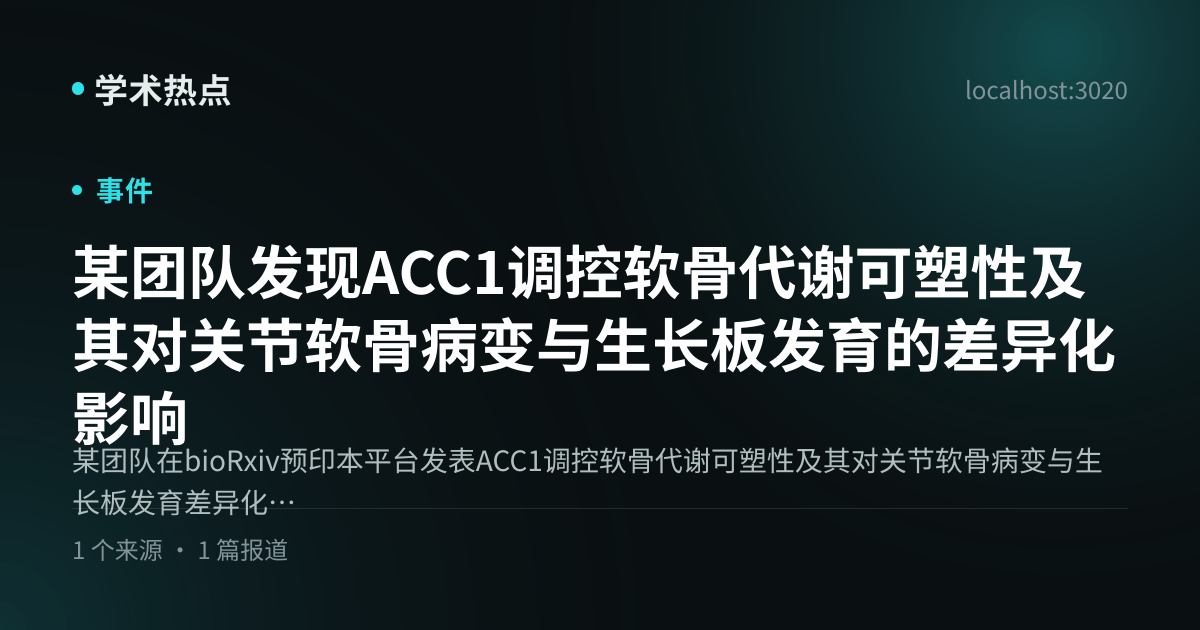 学术热点
localhost:3020
事件
某团队发现ACC1调控软骨代谢可塑性及
其对关节软骨病变与生长板发育的差异化
影响
某团队在bioRxiv预印本平台发表ACC1调控软骨代谢可塑性及其对关节软骨病变与生
长板发育差异化…
1 个来源 · 1 篇报道